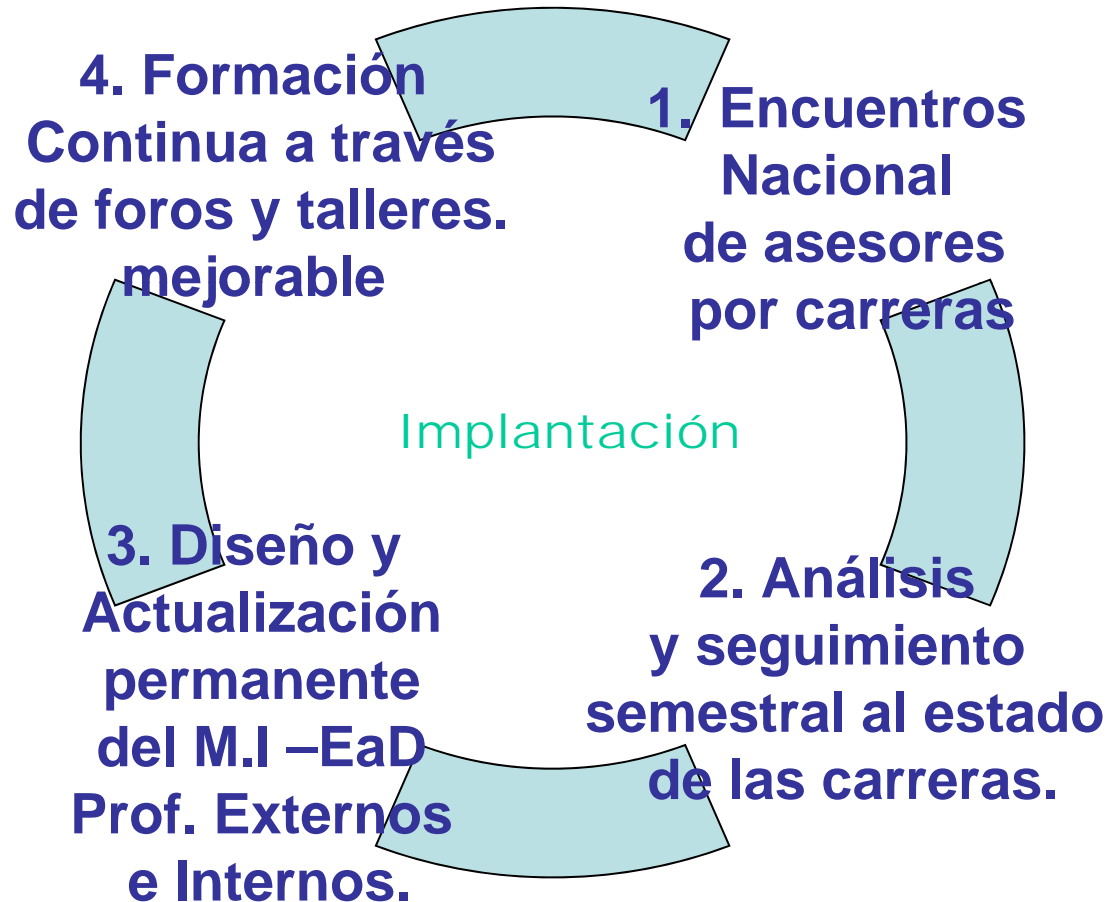 4. Formación
Continua a través
de foros y talleres.
mejorable
1. Encuentros
Nacional
de asesores
por carreras
Implantación
3. Diseño y
Actualización
permanente
del M.I –EaD
Prof. Externos
e Internos.
2. Análisis
y seguimiento
semestral al estado
de las carreras.